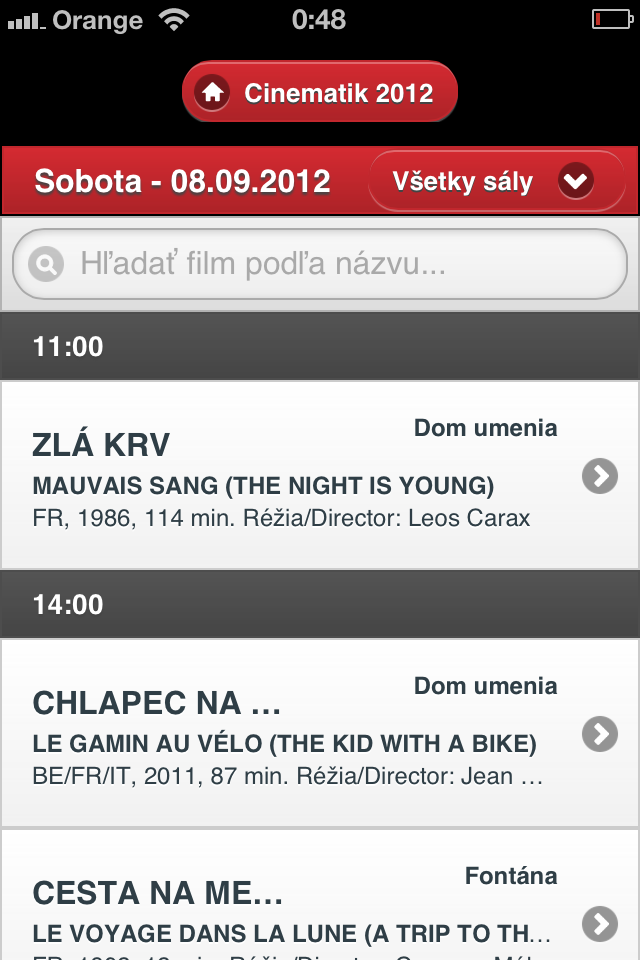 Orange 0:48
Cinematik 2012
Sobota - 08.09.2012 Všetky sály
Hľadať film podľa názvu...
11:00
Dom umenia
ZLÁ KRV
MAUVAIS SANG (THE NIGHT IS YOUNG)
FR, 1986, 114 min. Réžia/Director: Leos Carax
14:00
Dom umenia
CHLAPEC NA ...
LE GAMIN AU VÉLO (THE KID WITH A BIKE)
BE/FR/IT, 2011, 87 min. Réžia/Director: Jean ...
Fontána
CESTA NA ME...
LE VOYAGE DANS LA LUNE (A TRIP TO TH...